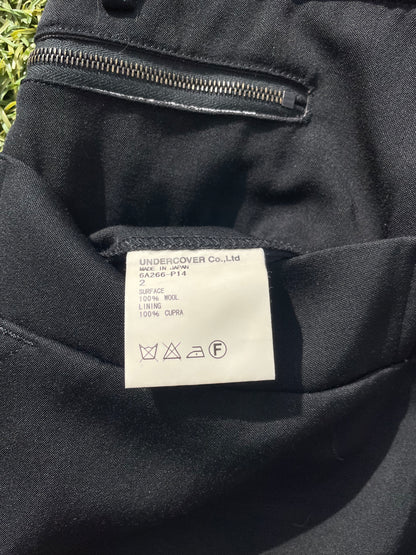 UNDERCOVER Co.,Ltd
MADE IN JAPAN
6A266-P14
2
SURFACE
100% WOOL
LINING
100% CUPRA
F